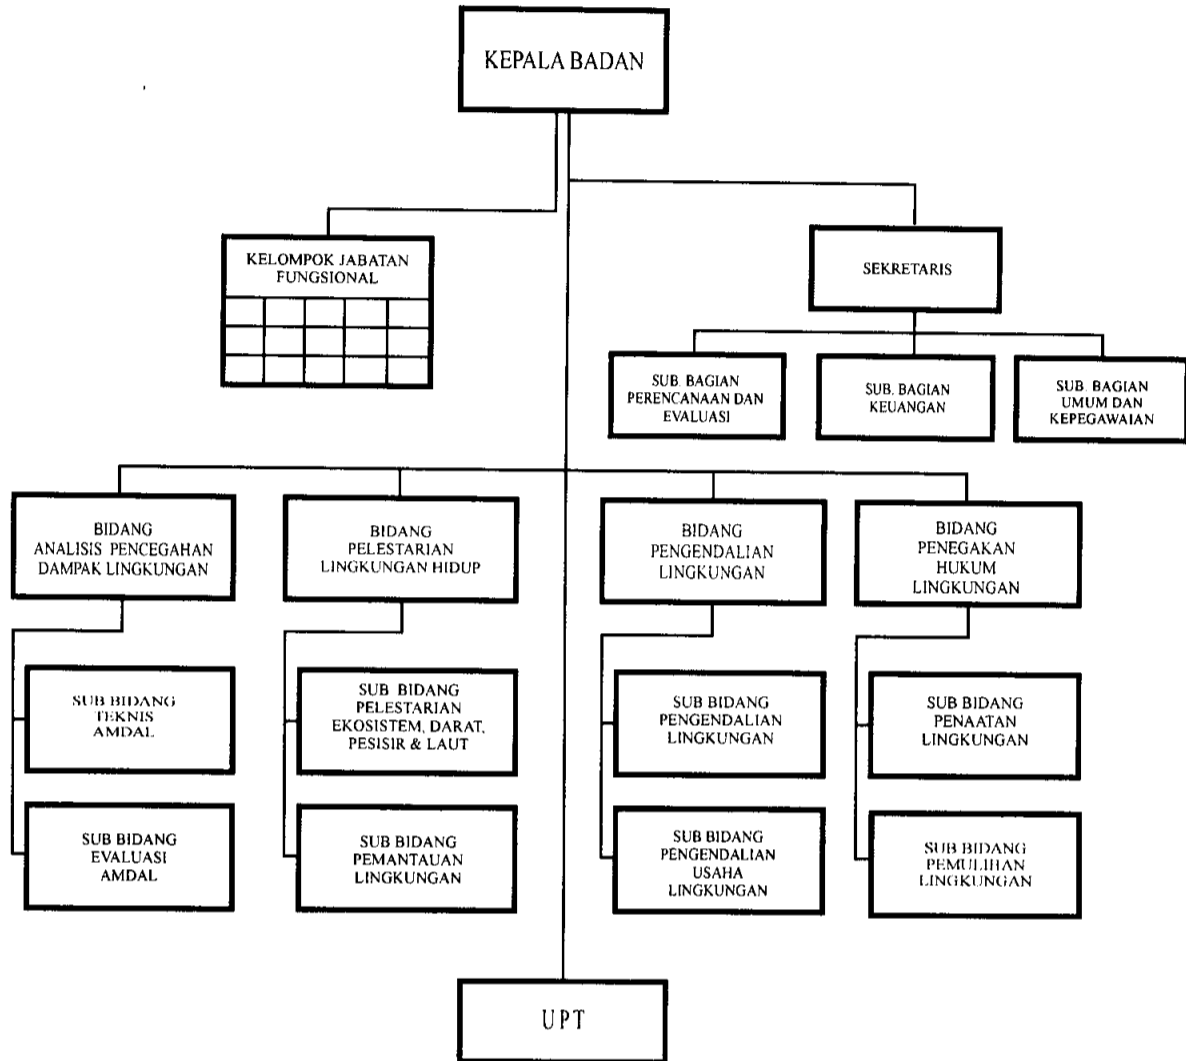 KEPALA BADAN
KELOMPOK JABATAN
FUNGSIONAL
SEKRETARIS
SUB. BAGIAN
PERENCANAAN DAN
EVALUASI
SUB. BAGIAN
KEUANGAN
SUB. BAGIAN
UMUM DAN
KEPEGAWAIAN
BIDANG
ANALISIS PENCEGAHAN
DAMPAK LINGKUNGAN
BIDANG
PELESTARIAN
LINGKUNGAN HIDUP
BIDANG
PENGENDALIAN
LINGKUNGAN
BIDANG
PENEGAKAN
HUKUM
LINGKUNGAN
SUB BIDANG
TEKNIS
AMDAL
SUB BIDANG
PELESTARIAN
EKOSISTEM, DARAT,
PESISIR & LAUT
SUB BIDANG
PENGENDALIAN
LINGKUNGAN
SUB BIDANG
PENAATAN
LINGKUNGAN
SUB BIDANG
EVALUASI
AMDAL
SUB BIDANG
PEMANTAUAN
LINGKUNGAN
SUB BIDANG
PENGENDALIAN
USAHA
LINGKUNGAN
SUB BIDANG
PEMULIHAN
LINGKUNGAN
UPT